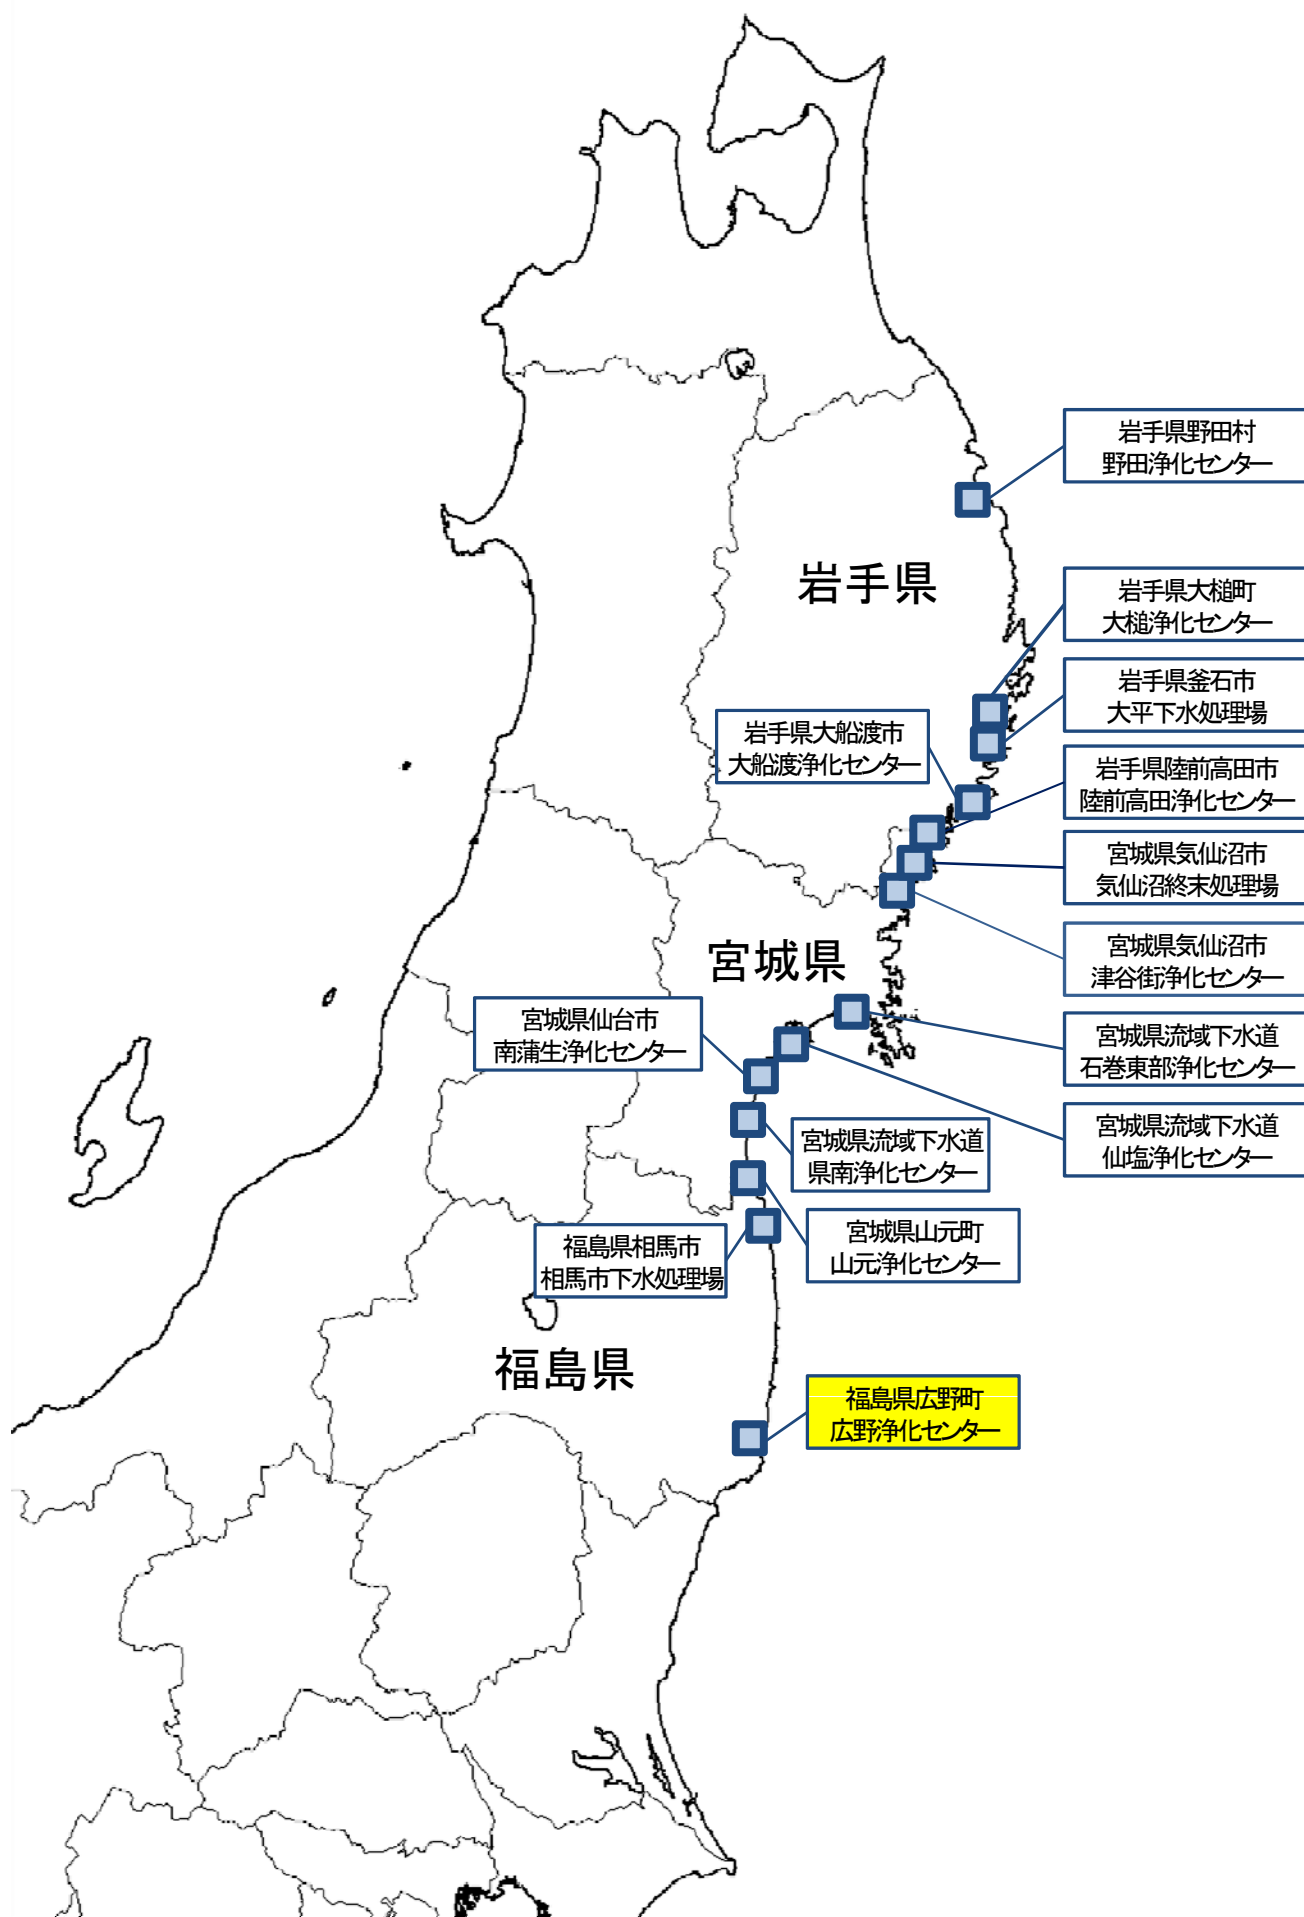 岩手県野田村
野田浄化センター
岩手県
岩手県大槌町
大槌浄化センター
岩手県釜石市
大平下水処理場
岩手県大船渡市
大船渡浄化センター
岩手県陸前高田市
陸前高田浄化センター
宮城県気仙沼市
気仙沼終末処理場
宮城県
宮城県気仙沼市
津谷街浄化センター
宮城県仙台市
南蒲生浄化センター
宮城県流域下水道
石巻東部浄化センター
宮城県流域下水道
仙塩浄化センター
宮城県流域下水道
県南浄化センター
宮城県山元町
山元浄化センター
福島県相馬市
相馬市下水処理場
福島県
福島県広野町
広野浄化センター